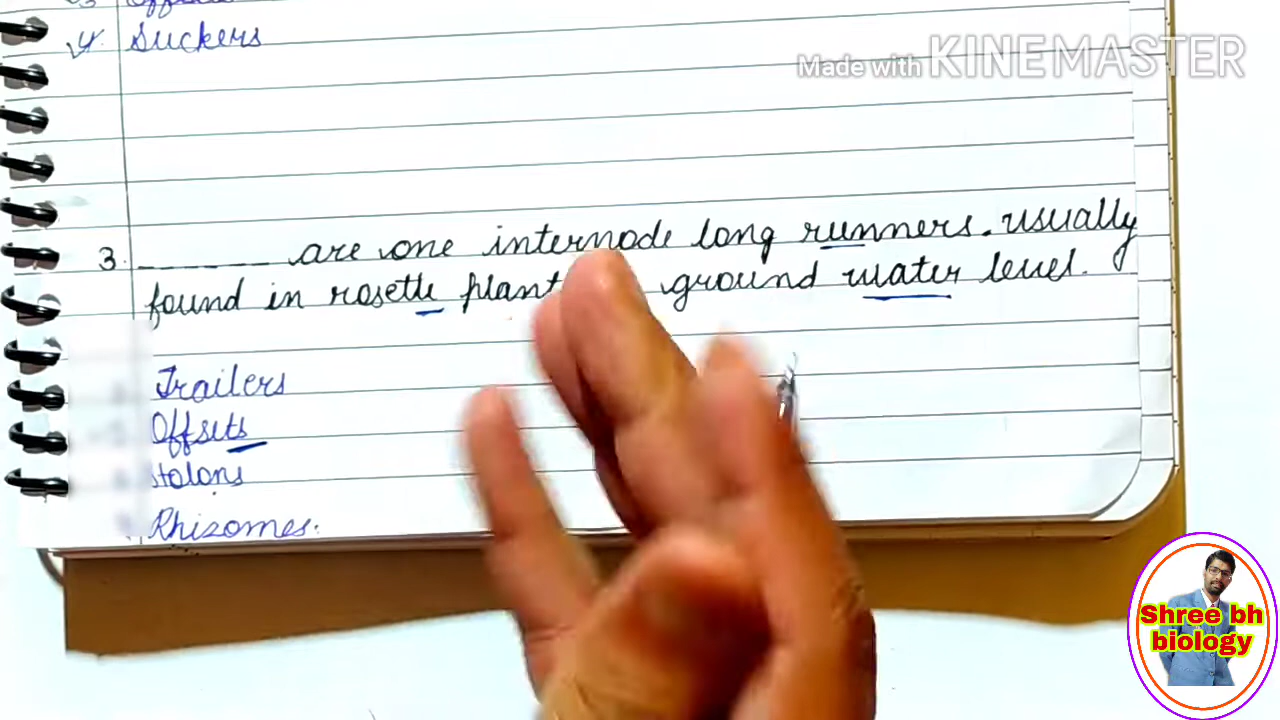 4. Suckers
Made with KINEMASTER
3. ______ are one internode long runners. usually
found in rosette plant ground water level.
Trailers
Offsets
Stolons
Rhizomes.
Shree bh
biology